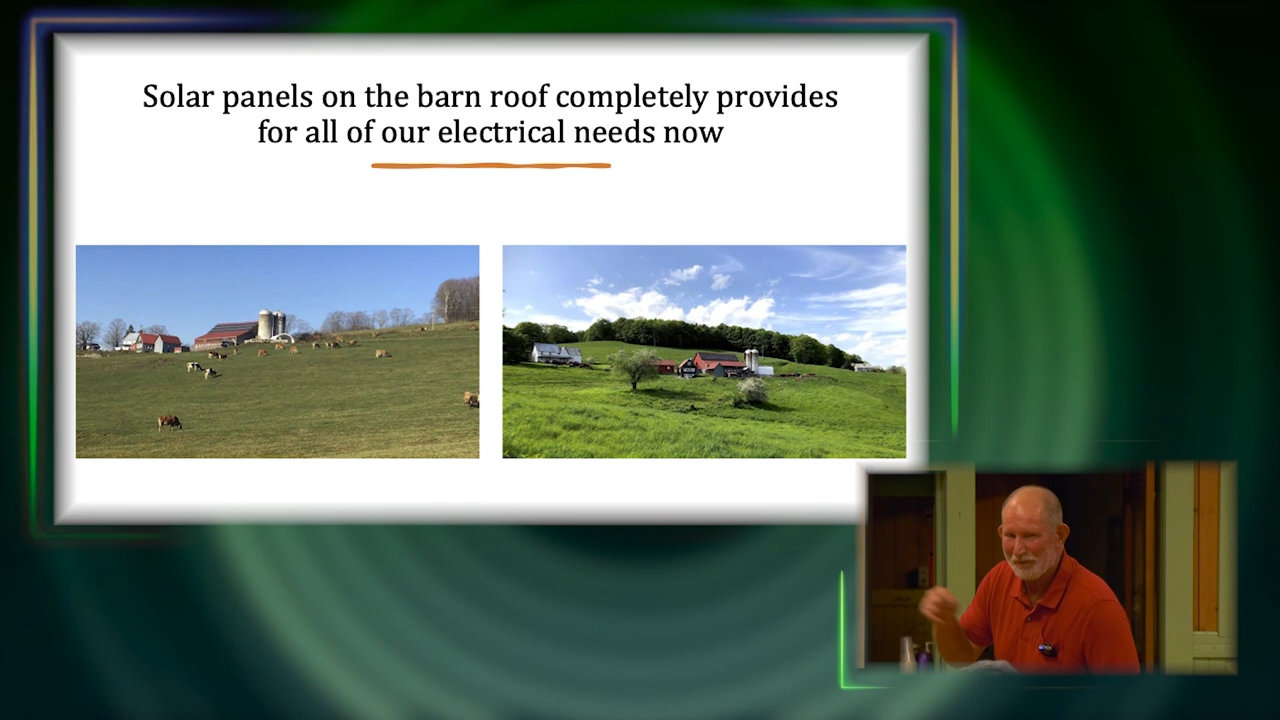 Solar panels on the barn roof completely provides
for all of our electrical needs now